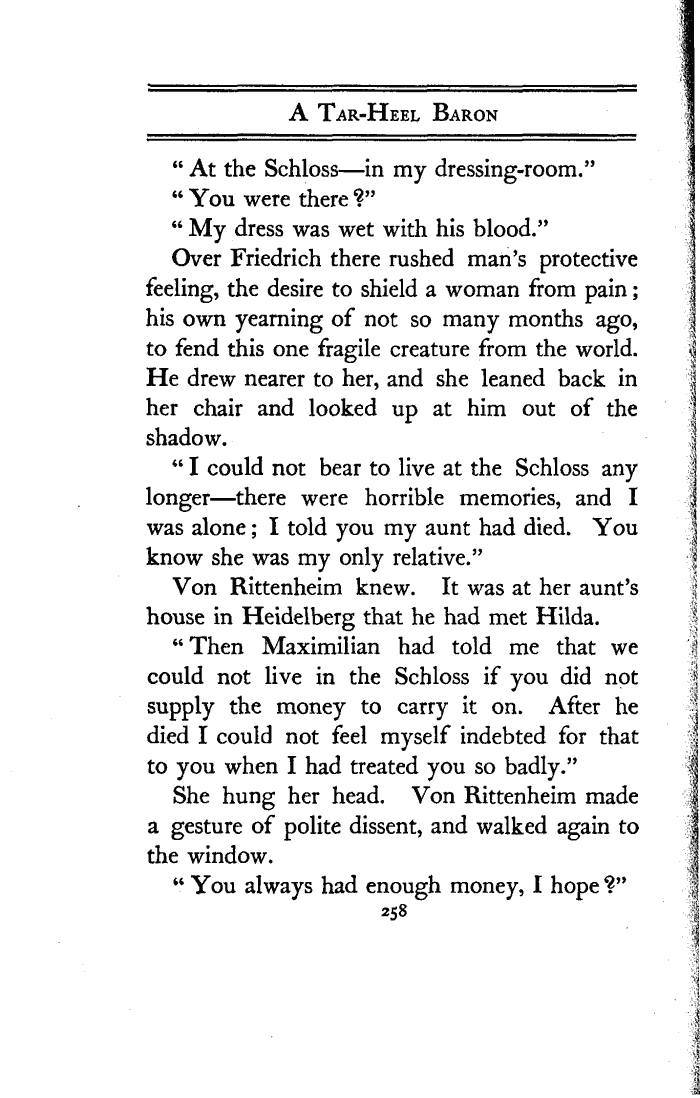 A Tar-Heel Baron
“ At the Schloss—in my dressing-room.”
“ You were there?”
“ My dress was wet with his blood.”
Over Friedrich there rushed man’s protective
feeling, the desire to shield a woman from pain;
his own yearning of not so many months ago,
to fend this one fragile creature from the world.
He drew nearer to her, and she leaned back in
her chair and looked up at him out of the
shadow.
“ I could not bear to live at the Schloss any
longer—there were horrible memories, and I
was alone; I told you my aunt had died. You
know she was my only relative.”
Von Rittenheim knew. It was at her aunt’s
house in Heidelberg that he had met Hilda.
“ Then Maximilian had told me that we
could not live in the Schloss if you did not
supply the money to carry it on. After he
died I could not feel myself indebted for that
to you when I had treated you so badly.”
She hung her head. Von Rittenheim made
a gesture of polite dissent, and walked again to
the window.
“ You always had enough money, I hope?”
258